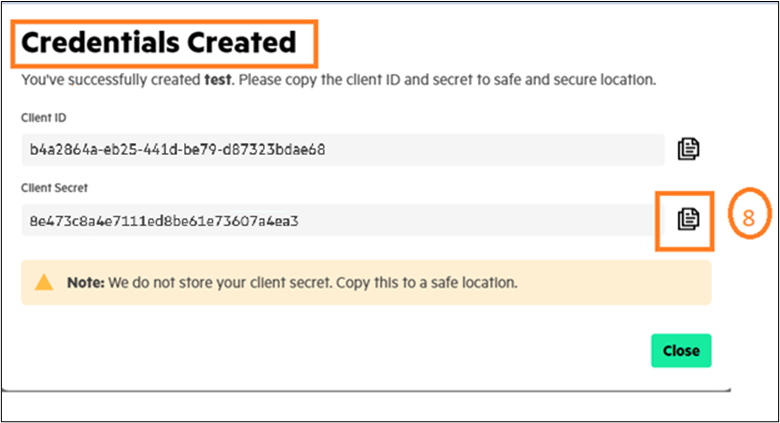 Credentials Created
You've successfully created test. Please copy the client ID and secret to safe and secure location.
Client ID
b4a2864a-eb25-441d-be79-d87323bdae68
Client Secret
8e473c8a4e7111ed8be61e73607a4ea3
8
Note: We do not store your client secret. Copy this to a safe location.
Close